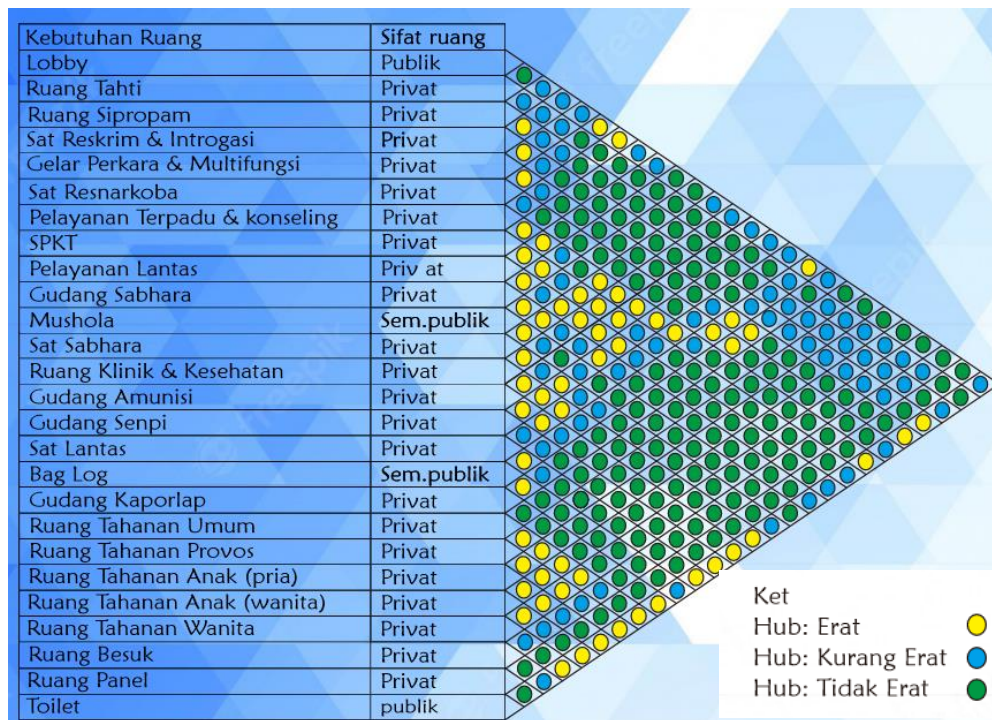 Kebutuhan Ruang Sifat ruang
Lobby Publik
Ruang Tahti Privat
Ruang Sipropam Privat
Sat Reskrim & Introgasi Privat
Gelar Perkara & Multifungsi Privat
Sat Resnarkoba Privat
Pelayanan Terpadu & konseling Privat
SPKT Privat
Pelayanan Lantas Priv at
Gudang Sabhara Privat
Mushola Sem.publik
Sat Sabhara Privat
Ruang Klinik & Kesehatan Privat
Gudang Amunisi Privat
Gudang Senpi Privat
Sat Lantas Privat
Bag Log Sem.publik
Gudang Kaporlap Privat
Ruang Tahanan Umum Privat
Ruang Tahanan Provos Privat
Ruang Tahanan Anak (pria) Privat
Ruang Tahanan Anak (wanita) Privat
Ruang Tahanan Wanita Privat
Ruang Besuk Privat
Ruang Panel Privat
Toilet publik
Ket
Hub: Erat
Hub: Kurang Erat
Hub: Tidak Erat